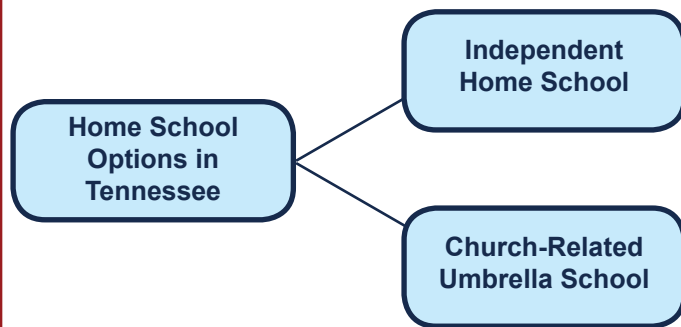 Home School
Options in
Tennessee
Independent
Home School
Church-Related
Umbrella School